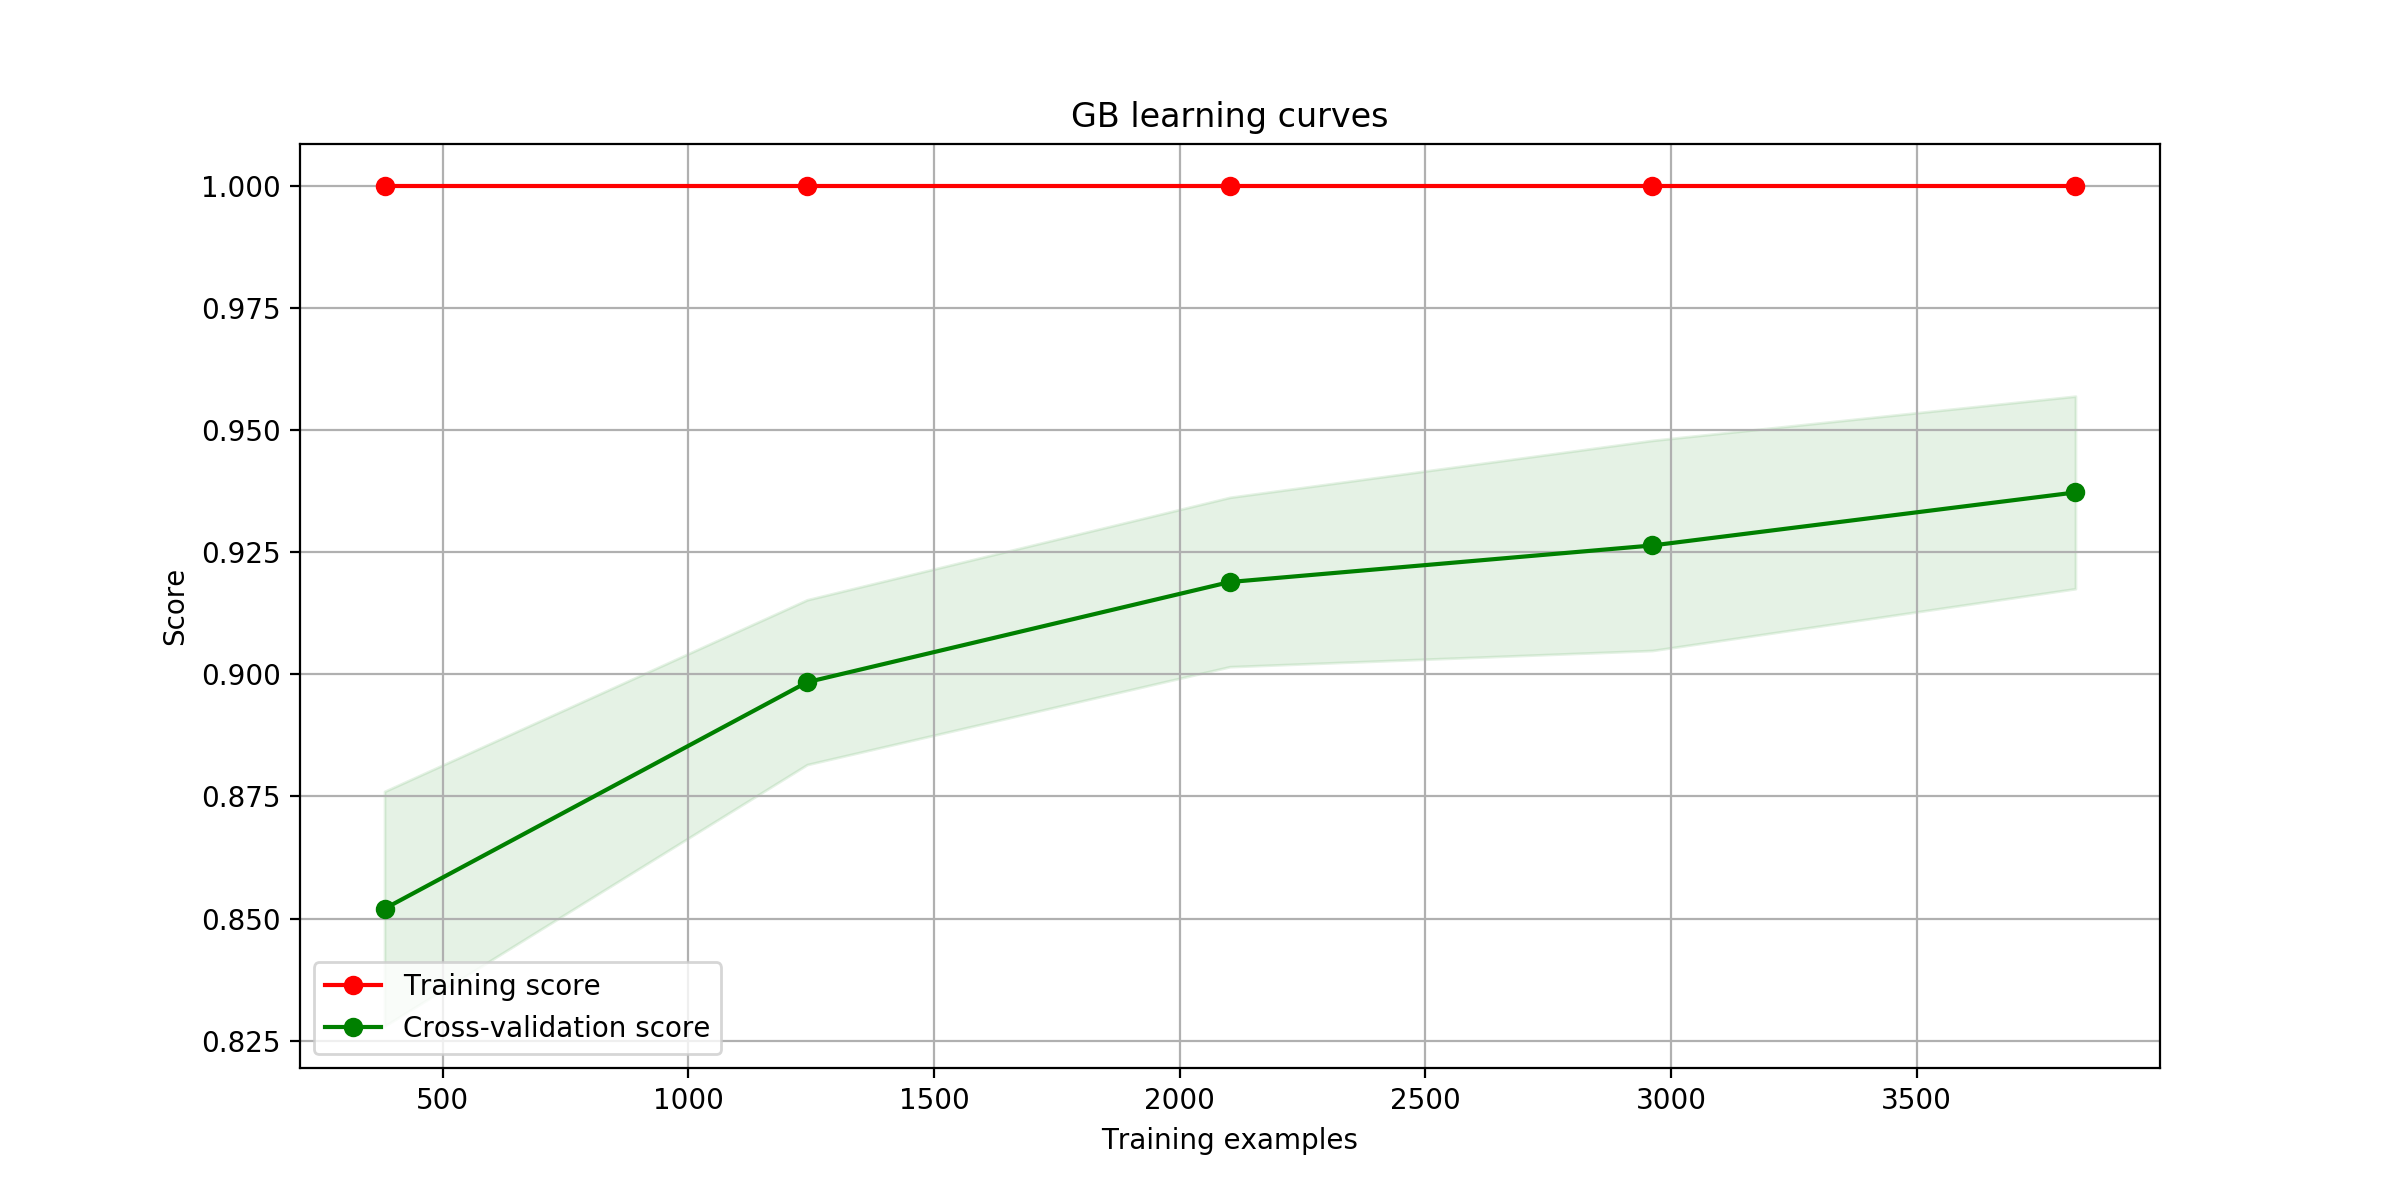 GB learning curves
1.000
0.975
0.950
0.925
0.900
0.875
0.850
0.825
Score
Training score
Cross-validation score
500 1000 1500 2000 2500 3000 3500
Training examples